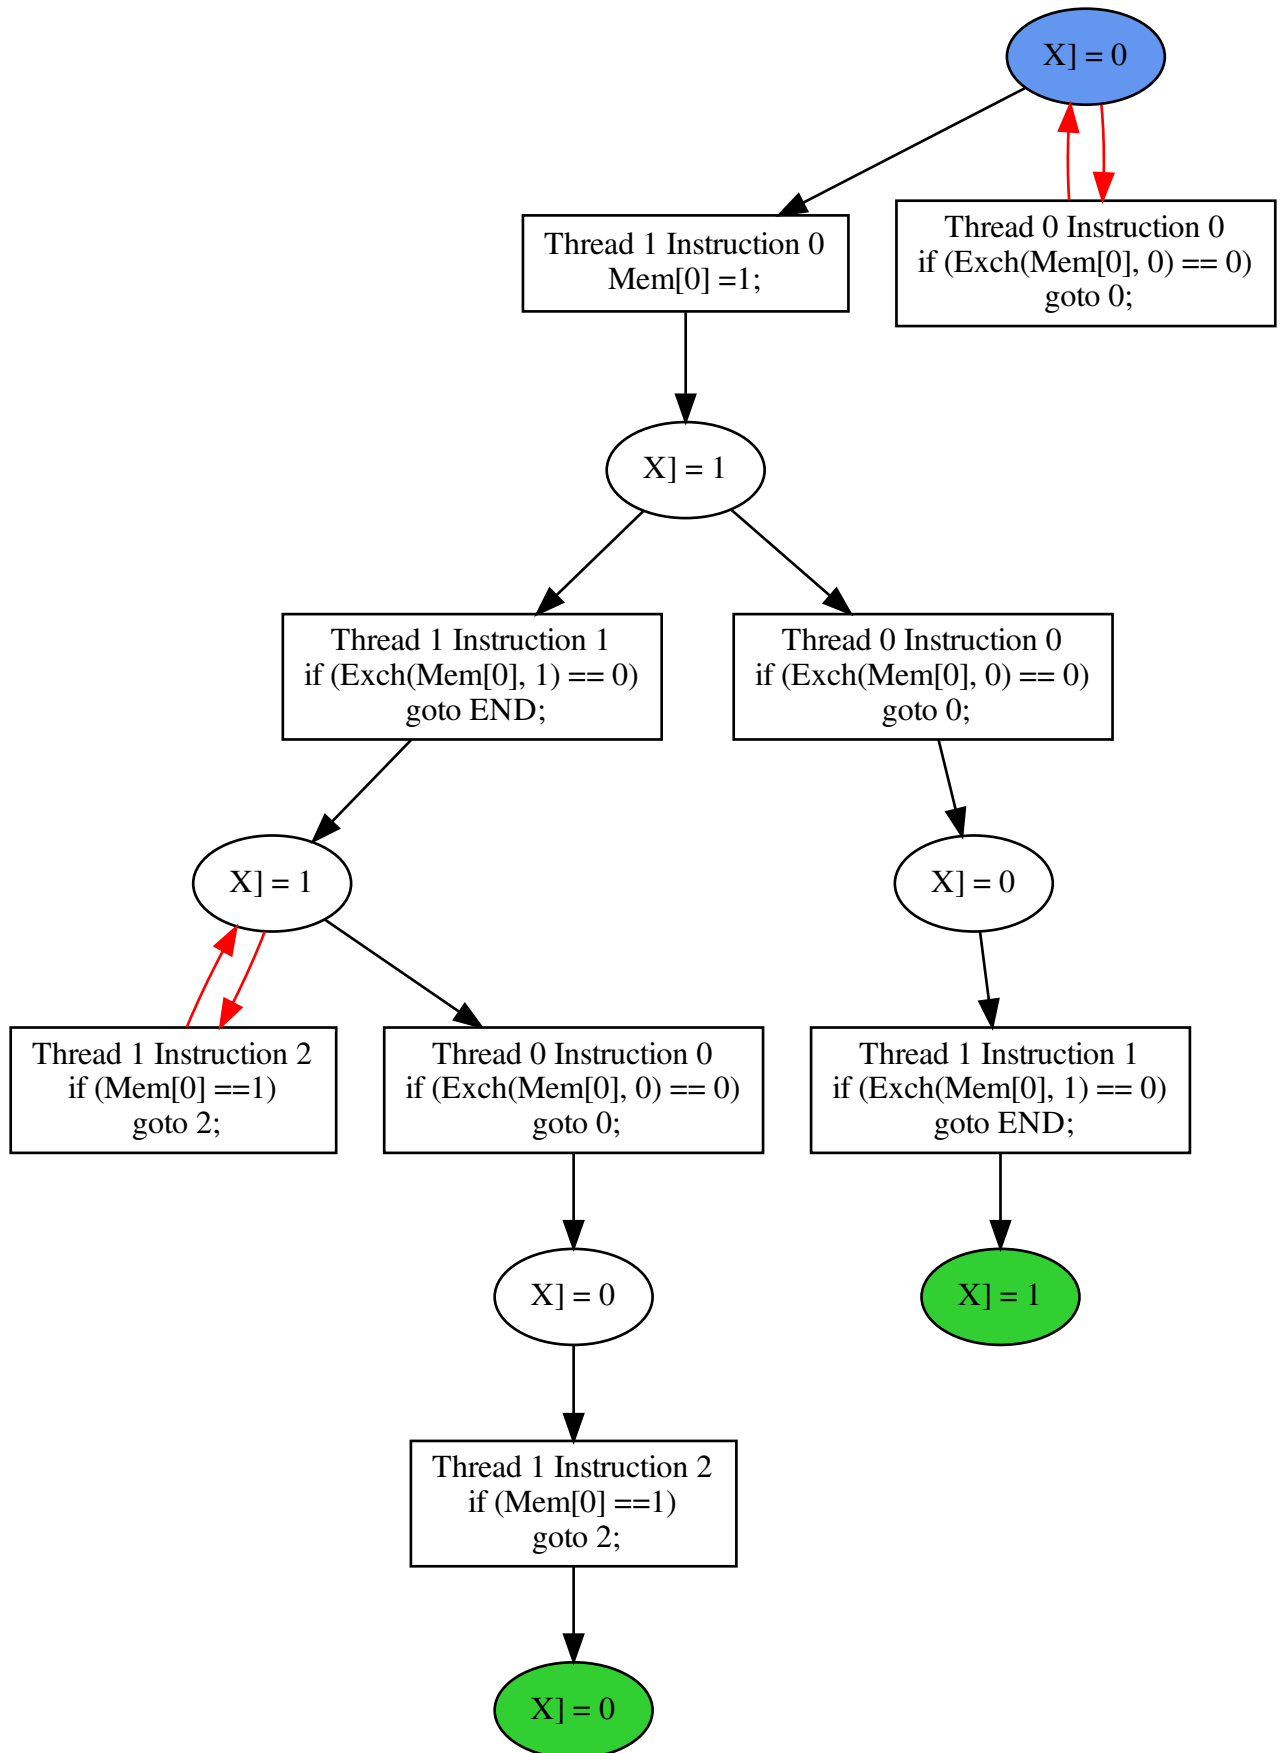 X] = 0
Thread 1 Instruction 0
Mem[0] =1;
Thread 0 Instruction 0
if (Exch(Mem[0], 0) == 0)
goto 0;
X] = 1
Thread 1 Instruction 1
if (Exch(Mem[0], 1) == 0)
goto END;
Thread 0 Instruction 0
if (Exch(Mem[0], 0) == 0)
goto 0;
X] = 1
X] = 0
Thread 1 Instruction 2
if (Mem[0] ==1)
goto 2;
Thread 0 Instruction 0
if (Exch(Mem[0], 0) == 0)
goto 0;
Thread 1 Instruction 1
if (Exch(Mem[0], 1) == 0)
goto END;
X] = 0
X] = 1
Thread 1 Instruction 2
if (Mem[0] ==1)
goto 2;
X] = 0